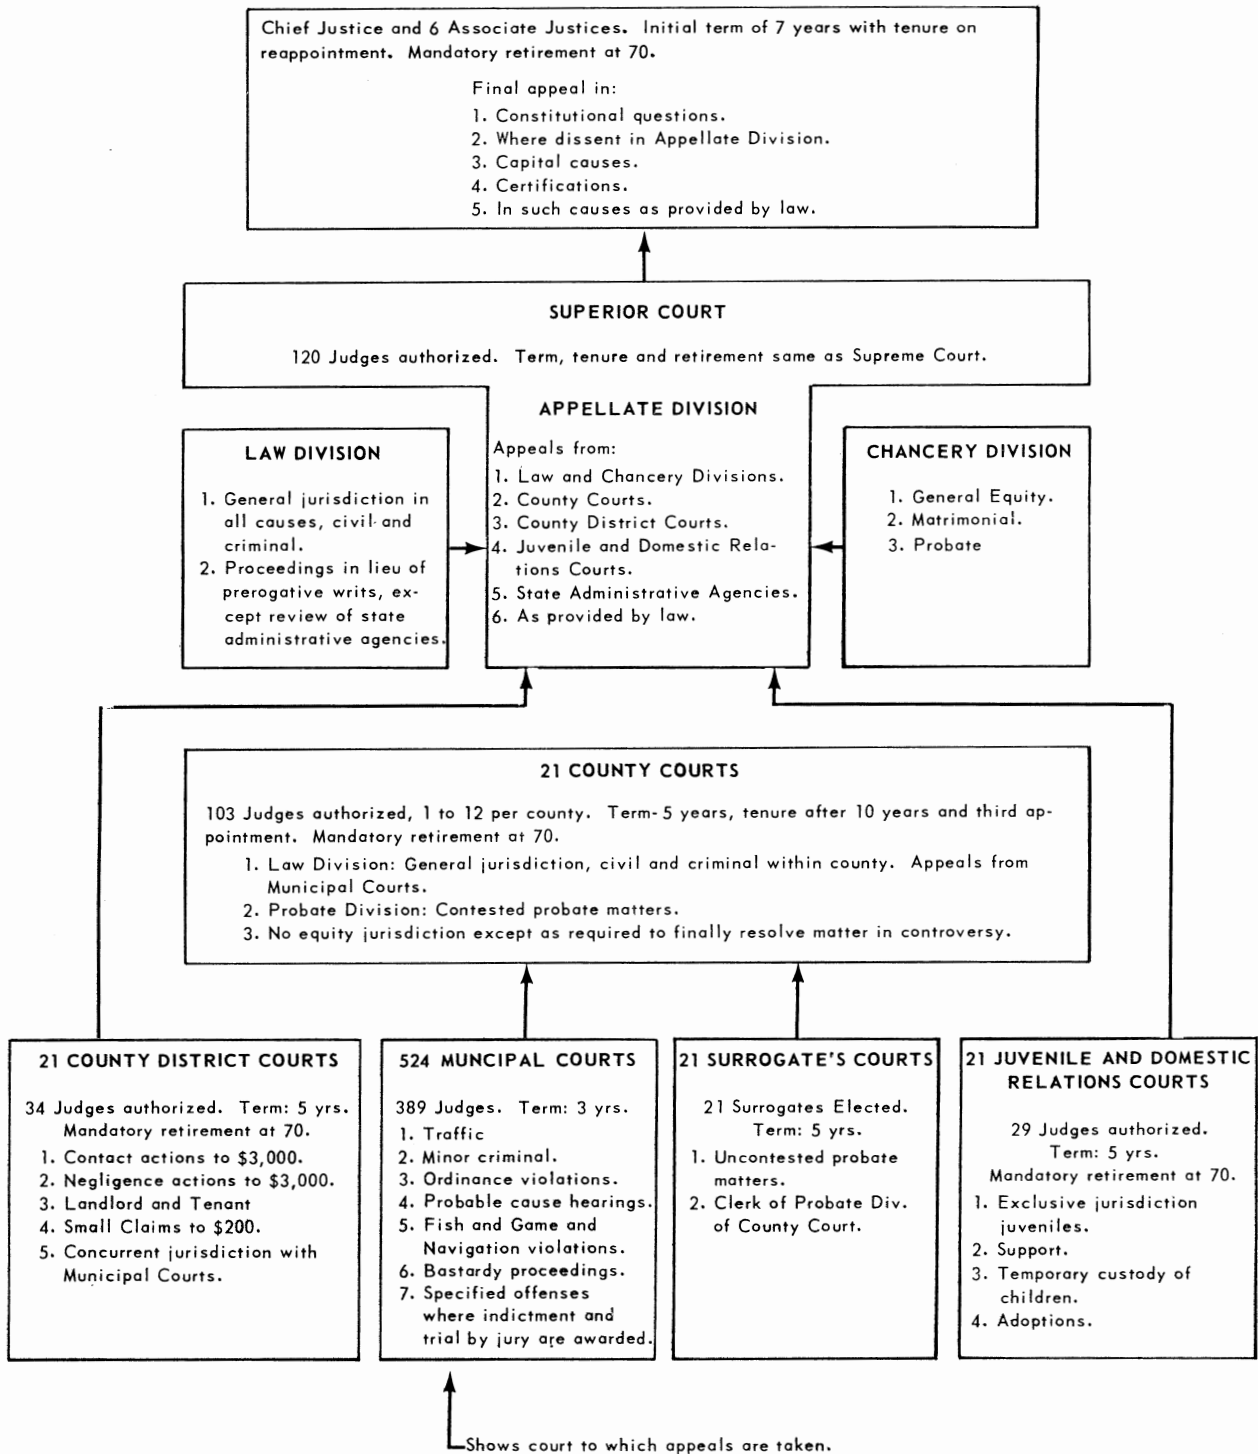 Chief Justice and 6 Associate Justices. Initial term of 7 years with tenure on
reappointment. Mandatory retirement at 70.
Final appeal in:
1. Constitutional questions.
2. Where dissent in Appellate Division.
3. Capital causes.
4. Certifications.
5. In such causes as provided by law.
SUPERIOR COURT
120 Judges authorized. Term, tenure and retirement same as Supreme Court.
APPELLATE DIVISION
Appeals from:
1. Law and Chancery Divisions.
2. County Courts.
3. County District Courts.
4. Juvenile and Domestic Rela-
tions Courts.
5. State Administrative Agencies.
6. As provided by law.
LAW DIVISION
1. General jurisdiction in
all causes, civil and
criminal.
2. Proceedings in lieu of
prerogative writs, ex-
cept review of state
administrative agencies.
CHANCERY DIVISION
1. General Equity.
2. Matrimonial.
3. Probate
21 COUNTY COURTS
103 Judges authorized, 1 to 12 per county. Term- 5 years, tenure after 10 years and third ap-
pointment. Mandatory retirement at 70.
1. Law Division: General jurisdiction, civil and criminal within county. Appeals from
Municipal Courts.
2. Probate Division: Contested probate matters.
3. No equity jurisdiction except as required to finally resolve matter in controversy.
21 COUNTY DISTRICT COURTS
34 Judges authorized. Term: 5 yrs.
Mandatory retirement at 70.
1. Contact actions to $3,000.
2. Negligence actions to $3,000.
3. Landlord and Tenant
4. Small Claims to $200.
5. Concurrent jurisdiction with
Municipal Courts.
524 MUNCIPAL COURTS
389 Judges. Term: 3 yrs.
1. Traffic
2. Minor criminal.
3. Ordinance violations.
4. Probable cause hearings.
5. Fish and Game and
Navigation violations.
6. Bastardy proceedings.
7. Specified offenses
where indictment and
trial by jury are awarded.
21 SURROGATE'S COURTS
21 Surrogates Elected.
Term: 5 yrs.
1. Uncontested probate
matters.
2. Clerk of Probate Div.
of County Court.
21 JUVENILE AND DOMESTIC
RELATIONS COURTS
29 Judges authorized.
Term: 5 yrs.
Mandatory retirement at 70.
1. Exclusive jurisdiction
juveniles.
2. Support.
3. Temporary custody of
children.
4. Adoptions.
Shows court to which appeals are taken.